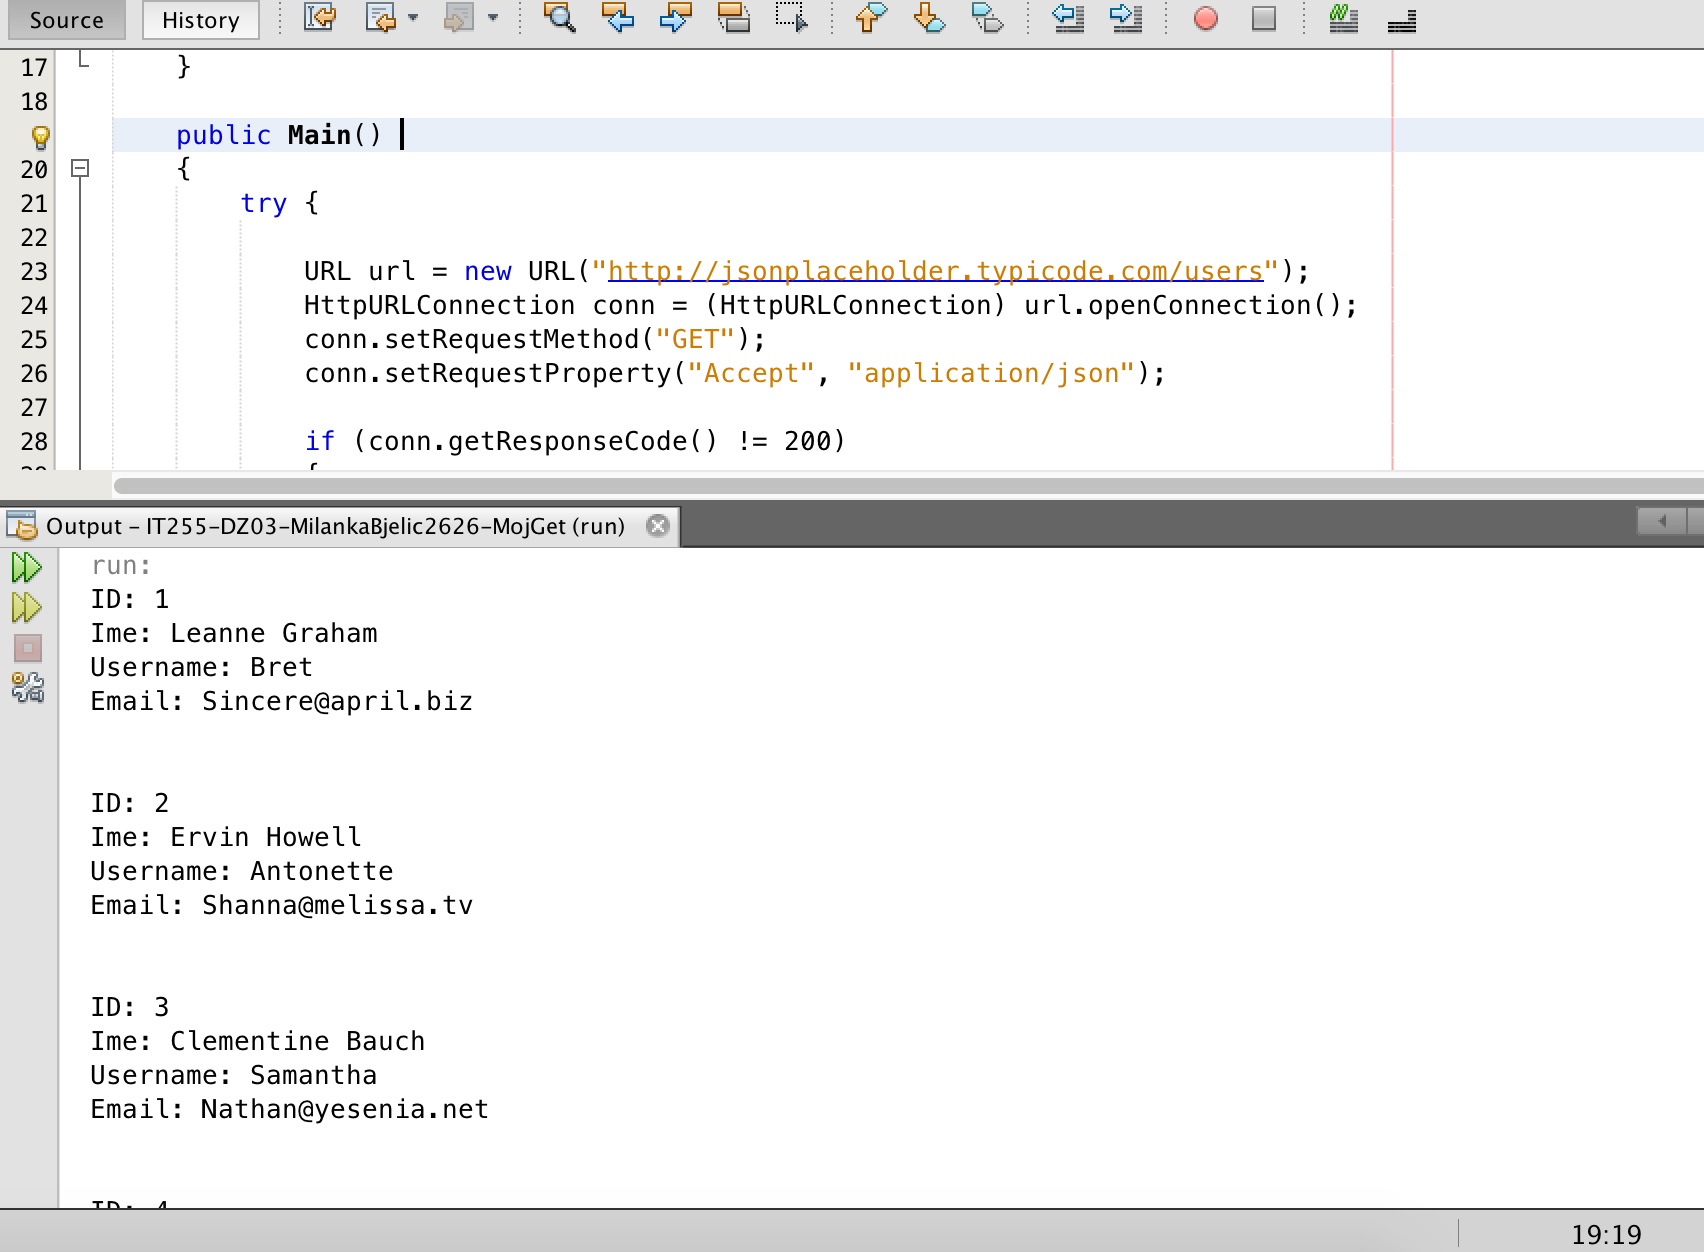 Source History
17 }
18
public Main()
20 {
21 try {
22
23 URL url = new URL("http://jsonplaceholder.typicode.com/users");
24 HttpURLConnection conn = (HttpURLConnection) url.openConnection();
25 conn.setRequestMethod("GET");
26 conn.setRequestProperty("Accept", "application/json");
27
28 if (conn.getResponseCode() != 200)
29 {
Output – IT255-DZ03-MilankaBjelic2626-MojGet (run)
run:
ID: 1
Ime: Leanne Graham
Username: Bret
Email: Sincere@april.biz
ID: 2
Ime: Ervin Howell
Username: Antonette
Email: Shanna@melissa.tv
ID: 3
Ime: Clementine Bauch
Username: Samantha
Email: Nathan@yesenia.net
ID: 4
19:19